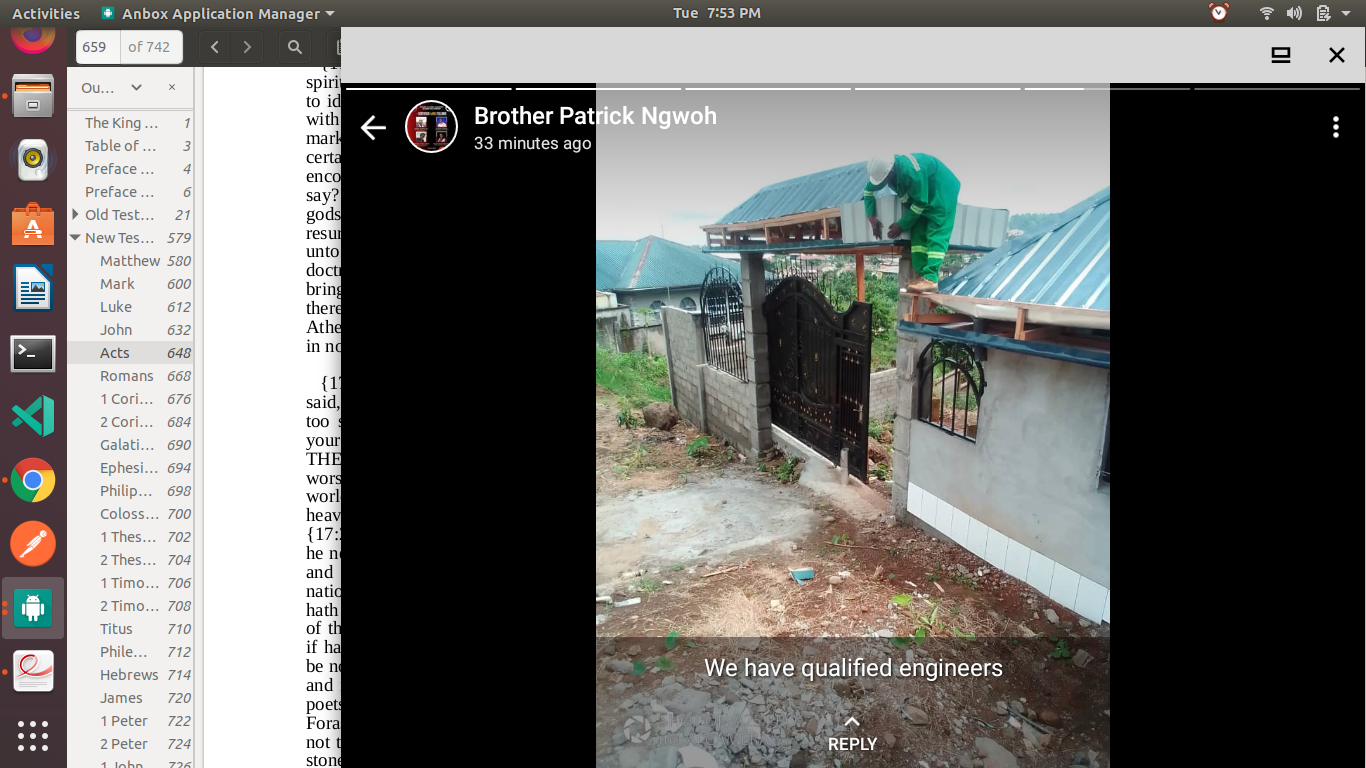 Activities
Anbox Application Manager
Tue 7:53 PM
659
of 742
Ou...
The King ... 1
Table of ... 3
Preface ... 4
Preface ... 6
Old Test... 21
New Tes... 579
Matthew 580
Mark 600
Luke 612
John 632
Acts 648
Romans 668
1 Cori... 676
2 Cori... 684
Galati... 690
Ephesi... 694
Philip... 698
Coloss... 700
1 Thes... 702
2 Thes... 704
1 Timo... 706
2 Timo... 708
Titus 710
Phile... 712
Hebrews 714
James 720
1 Peter 722
2 Peter 724
1 John 726
to id
with
mark
certa
enco
say?
gods
resur
unto
doctr
bring
there
Athe
in no
{17
said,
too s
your
THE
wors
worl
heav
{17:2
he ne
and
natio
hath
of th
if ha
be no
and
poets
Fora
not t
stone
Brother Patrick Ngwoh
33 minutes ago
We have qualified engineers
REPLY